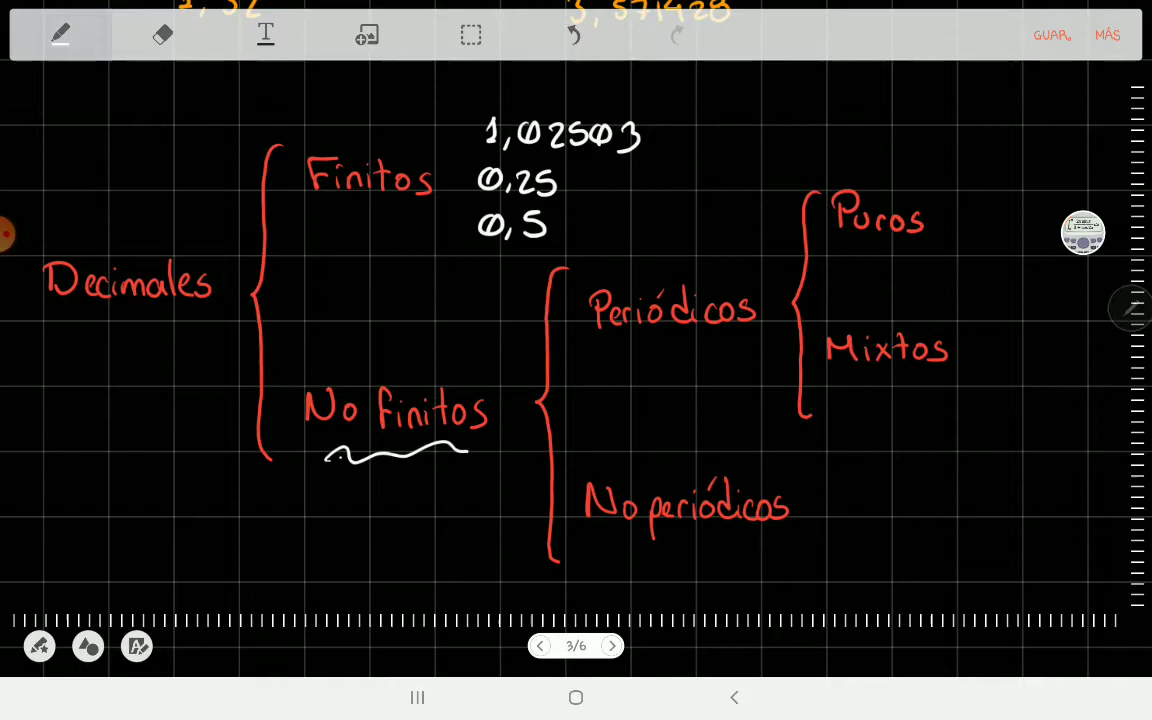 GUAR.
MÁS
1,02503
Finitos
0,25
0,5
Puros
Decimales
Periódicos
Mixtos
No finitos
No periódicos
3/6